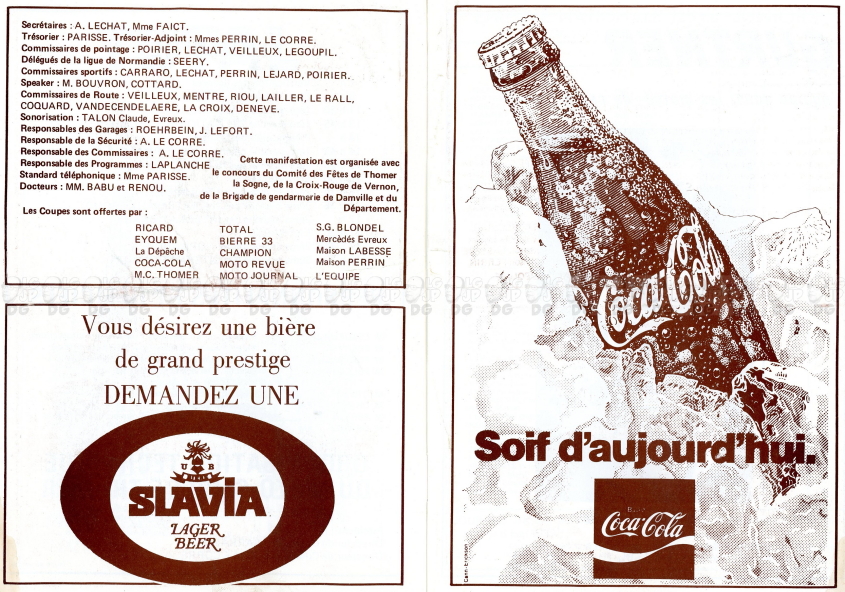 Secrétaires : A. LECHAT, Mme FAICT.
Trésorier : PARISSE. Trésorier-Adjoint : Mmes PERRIN, LE CORRE.
Commissaires de pointage : POIRIER, LECHAT, VEILLEUX, LEGOUPIL.
Délégués de la ligue de Normandie : SEERY.
Commissaires sportifs : CARRARO, LECHAT, PERRIN, LEJARD, POIRIER.
Speaker : M. BOUVRON, COTTARD.
Commissaires de Route : VEILLEUX, MENTRE, RIOU, LAILLER, LE RALL,
COQUARD, VANDECENDELAERE, LA CROIX, DENEVE.
Sonorisation : TALON Claude, Evreux.
Responsables des Garages : ROEHRBEIN, J. LEFORT.
Responsable de la Sécurité : A. LE CORRE.
Responsable des Commissaires : A. LE CORRE.
Responsable des Programmes : LAPLANCHE
Standard téléphonique : Mme PARISSE.
Docteurs : MM. BABU et RENOU.
Cette manifestation est organisée avec
le concours du Comité des Fêtes de Thomer
la Sogne, de la Croix-Rouge de Vernon,
de la Brigade de gendarmerie de Damville et du
Département.
Les Coupes sont offertes par :
RICARD TOTAL S.G. BLONDEL
EYQUEM BIERRE 33 Mercèdés Evreux
La Dépêche CHAMPION Maison LABESSE
COCA-COLA MOTO REVUE Maison PERRIN
M.C. THOMER MOTO JOURNAL L'EQUIPE
Vous désirez une bière
de grand prestige
DEMANDEZ UNE
U B
BIÈRE
SLAVIA
LAGER
BEER
Coca-Cola
Soif d'aujourd'hui.
Coca-Cola
Cann-Erickson